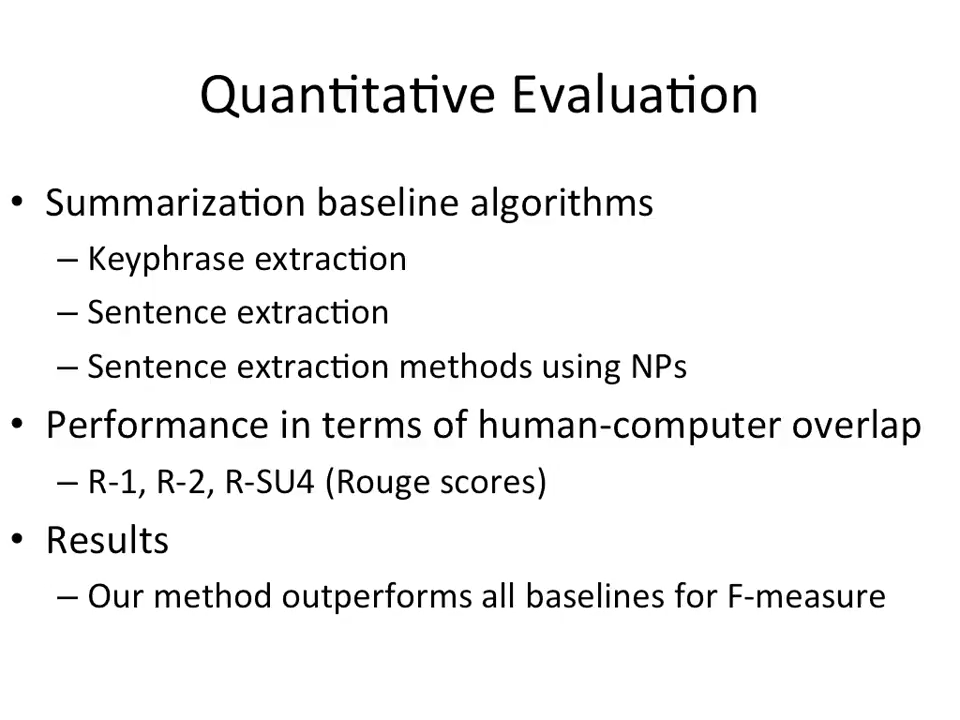 Quantitative Evaluation
• Summarization baseline algorithms
– Keyphrase extraction
– Sentence extraction
– Sentence extraction methods using NPs
• Performance in terms of human-computer overlap
– R-1, R-2, R-SU4 (Rouge scores)
• Results
– Our method outperforms all baselines for F-measure